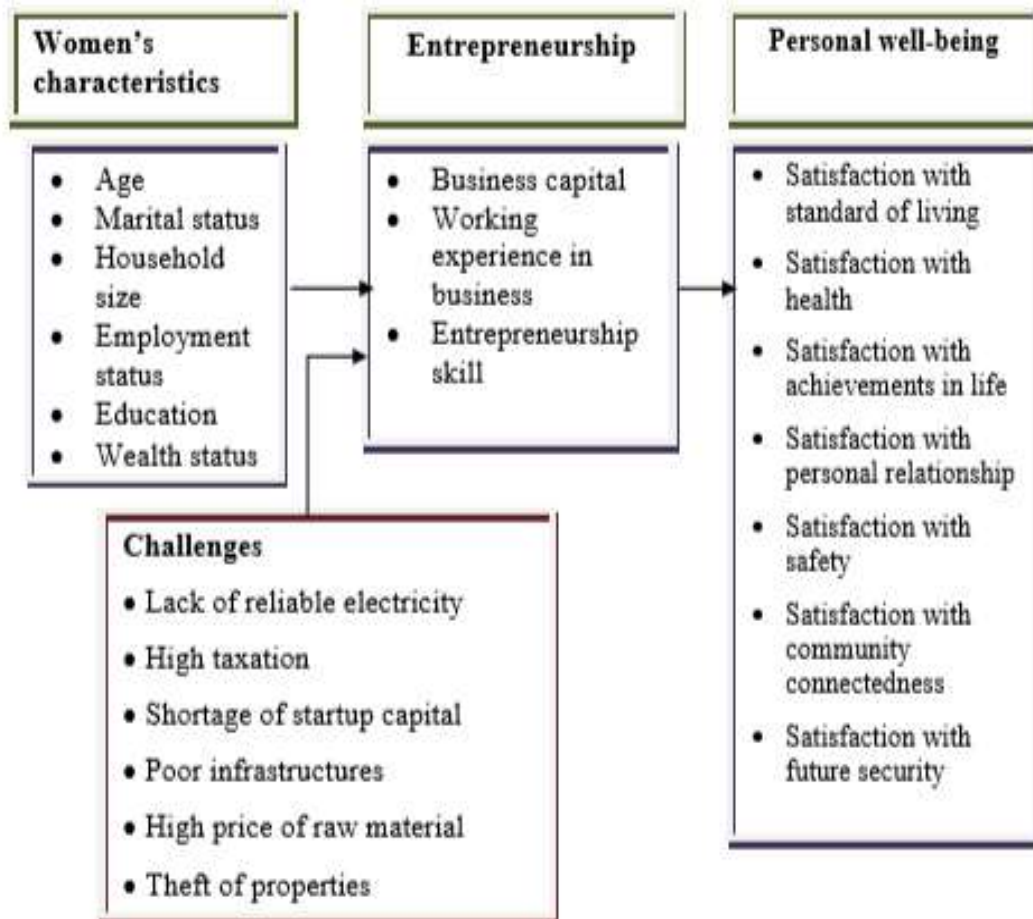 Women's
characteristics
Entrepreneurship
Personal well-being
• Age
• Marital status
• Household
size
• Employment
status
• Education
• Wealth status
• Business capital
• Working
experience in
business
• Entrepreneurship
skill
• Satisfaction with
standard of living
• Satisfaction with
health
• Satisfaction with
achievements in life
• Satisfaction with
personal relationship
• Satisfaction with
safety
• Satisfaction with
community
connectedness
• Satisfaction with
future security
Challenges
• Lack of reliable electricity
• High taxation
• Shortage of startup capital
• Poor infrastructures
• High price of raw material
• Theft of properties